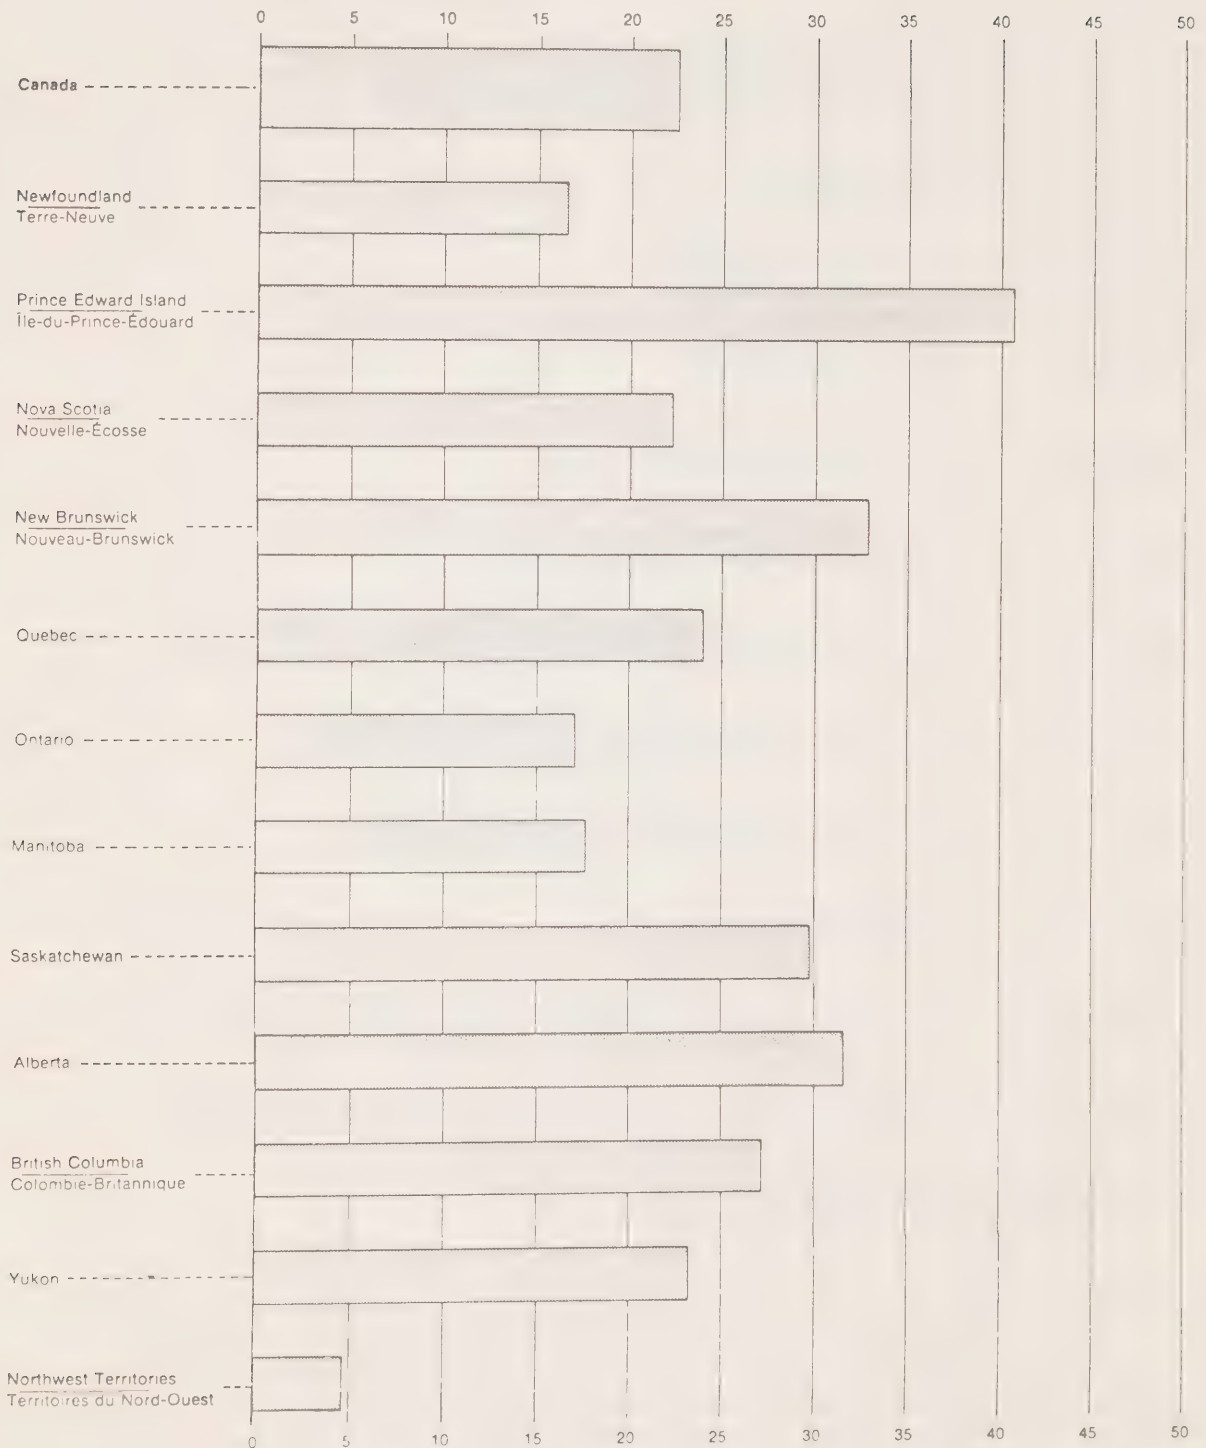 0 5 10 15 20 25 30 35 40 45 50
Canada
Newfoundland
Terre-Neuve
Prince Edward Island
Île-du-Prince-Édouard
Nova Scotia
Nouvelle-Écosse
New Brunswick
Nouveau-Brunswick
Quebec
Ontario
Manitoba
Saskatchewan
Alberta
British Columbia
Colombie-Britannique
Yukon
Northwest Territories
Territoires du Nord-Ouest
0 5 10 15 20 25 30 35 40 45 50